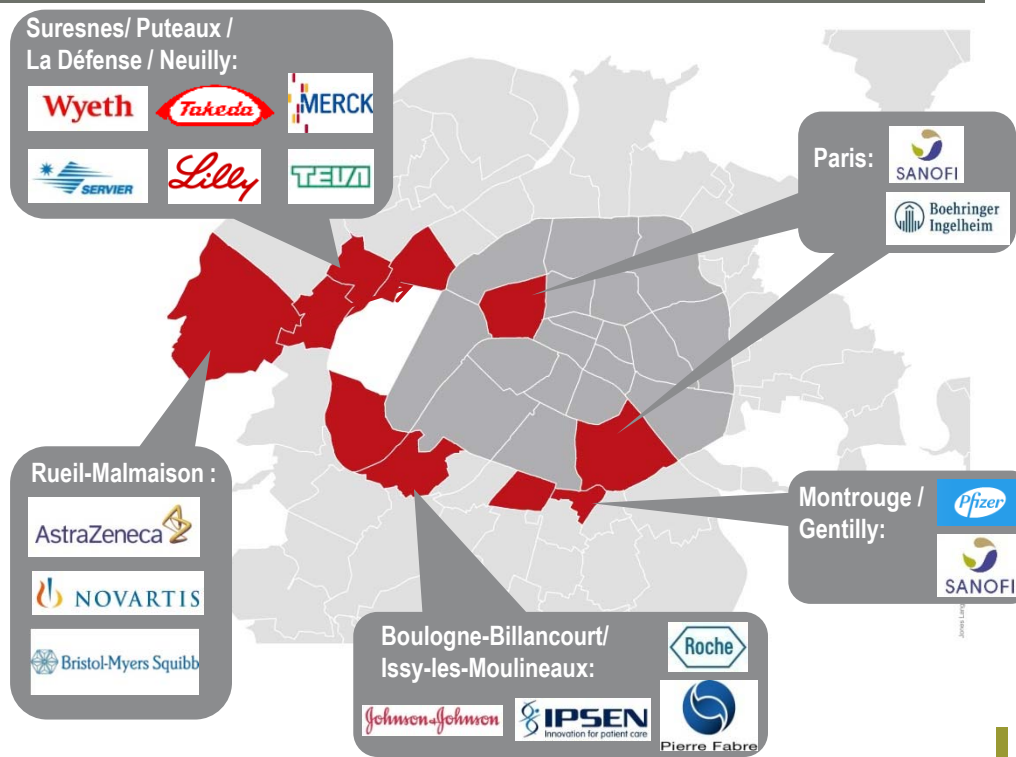 Suresnes/ Puteaux /
La Défense / Neuilly:
Wyeth
Takeda
MERCK
SERVIER
Lilly
TEVA
Paris:
SANOFI
Boehringer
Ingelheim
Rueil-Malmaison :
AstraZeneca
NOVARTIS
Bristol-Myers Squibb
Montrouge /
Gentilly:
Pfizer
SANOFI
Boulogne-Billancourt/
Issy-les-Moulineaux:
Roche
Johnson & Johnson
IPSEN
Innovation for patient care
Pierre Fabre